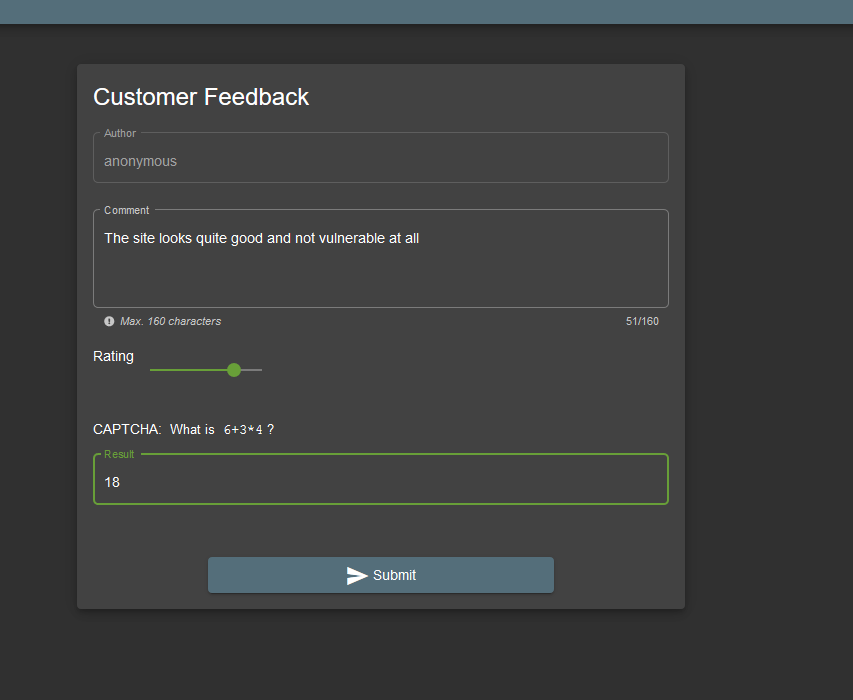 Customer Feedback
Author
anonymous
Comment
The site looks quite good and not vulnerable at all
Max. 160 characters
51/160
Rating
CAPTCHA: What is 6+3*4 ?
Result
18
Submit